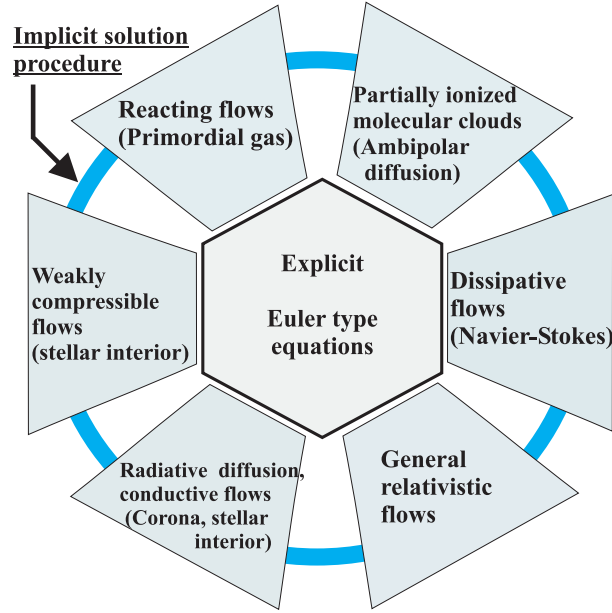 Implicit solution
procedure
Reacting flows
(Primordial gas)
Partially ionized
molecular clouds
(Ambipolar
diffusion)
Weakly
compressible
flows
(stellar interior)
Explicit
Euler type
equations
Dissipative
flows
(Navier-Stokes)
Radiative diffusion,
conductive flows
(Corona, stellar
interior)
General
relativistic
flows